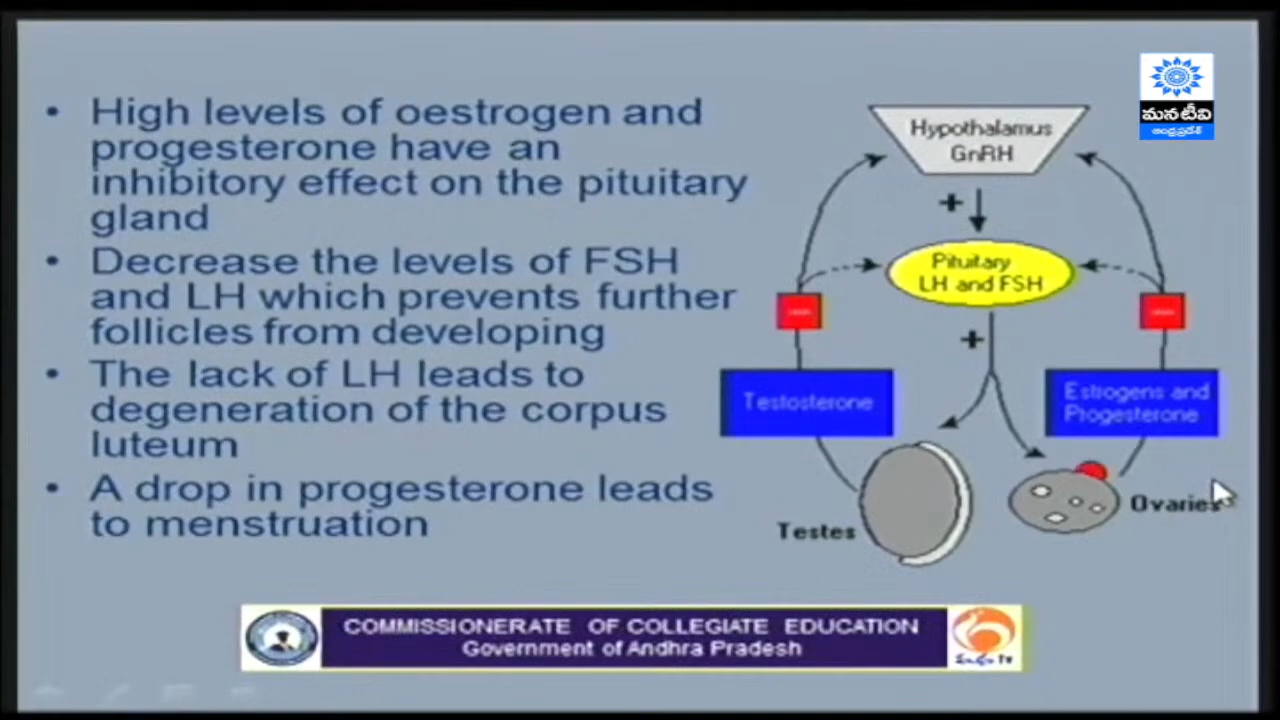 • High levels of oestrogen and
progesterone have an
inhibitory effect on the pituitary
gland
• Decrease the levels of FSH
and LH which prevents further
follicles from developing
• The lack of LH leads to
degeneration of the corpus
luteum
• A drop in progesterone leads
to menstruation
మనటీవి
ఆంధ్రప్రదేశ్
Hypothalamus
GnRH
+
Pituitary
LH and FSH
+
Testosterone
Estrogens and
Progesterone
Testes
Ovaries
COMMISSIONERATE OF COLLEGIATE EDUCATION
Government of Andhra Pradesh